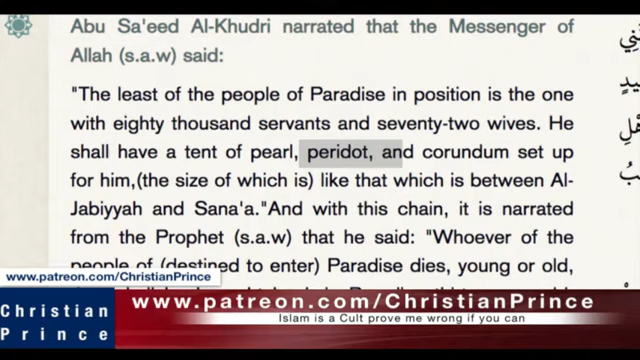 Abu Sa'eed Al-Khudri narrated that the Messenger of
Allah (s.a.w) said:
"The least of the people of Paradise in position is the one
with eighty thousand servants and seventy-two wives. He
shall have a tent of pearl, peridot, and corundum set up
for him,(the size of which is) like that which is between Al-
Jabiyyah and Sana'a."And with this chain, it is narrated
from the Prophet (s.a.w) that he said: "Whoever of the
people of (destined to enter) Paradise dies, young or old,
www.patreon.com/ChristianPrince
Christian
Prince
www.patreon.com/ChristianPrince
Islam is a Cult prove me wrong if you can